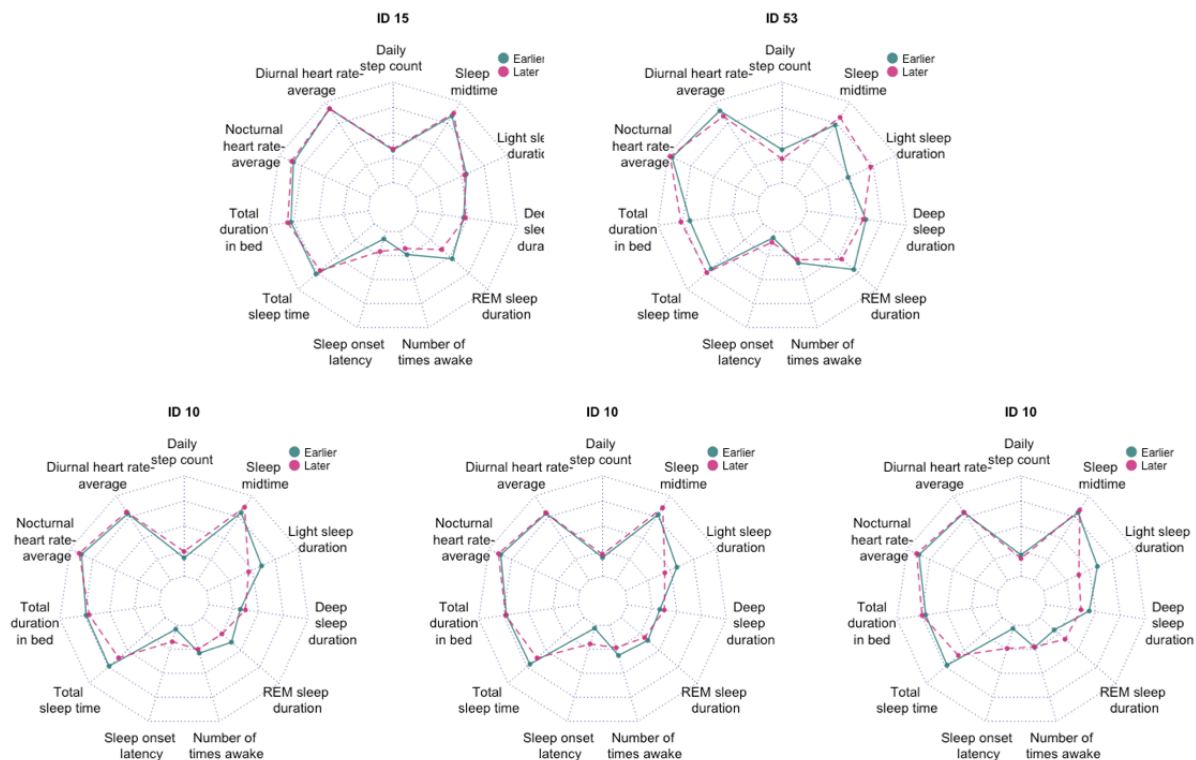 ID 15
Daily
step count
Earlier
Later
Sleep
midtime
Diurnal heart rate-
average
Light sle
duratic
Nocturnal
heart rate-
average
Dee
slee
dura
Total
duration
in bed
REM sleep
duration
Total
sleep time
Number of
times awake
Sleep onset
latency
ID 53
Daily
step count
Earlier
Later
Sleep
midtime
Diurnal heart rate-
average
Light sleep
duration
Nocturnal
heart rate-
average
Deep
sleep
duration
Total
duration
in bed
REM sleep
duration
Total
sleep time
Number of
times awake
Sleep onset
latency
ID 10
Daily
step count
Earlier
Later
Sleep
midtime
Diurnal heart rate-
average
Light sleep
duration
Nocturnal
heart rate-
average
Deep
sleep
duration
Total
duration
in bed
REM sleep
duration
Total
sleep time
Number of
times awake
Sleep onset
latency
ID 10
Daily
step count
Earlier
Later
Sleep
midtime
Diurnal heart rate-
average
Light sleep
duration
Nocturnal
heart rate-
average
Deep
sleep
duration
Total
duration
in bed
REM sleep
duration
Total
sleep time
Number of
times awake
Sleep onset
latency
ID 10
Daily
step count
Earlier
Later
Sleep
midtime
Diurnal heart rate-
average
Light sleep
duration
Nocturnal
heart rate-
average
Deep
sleep
duration
Total
duration
in bed
REM sleep
duration
Total
sleep time
Number of
times awake
Sleep onset
latency